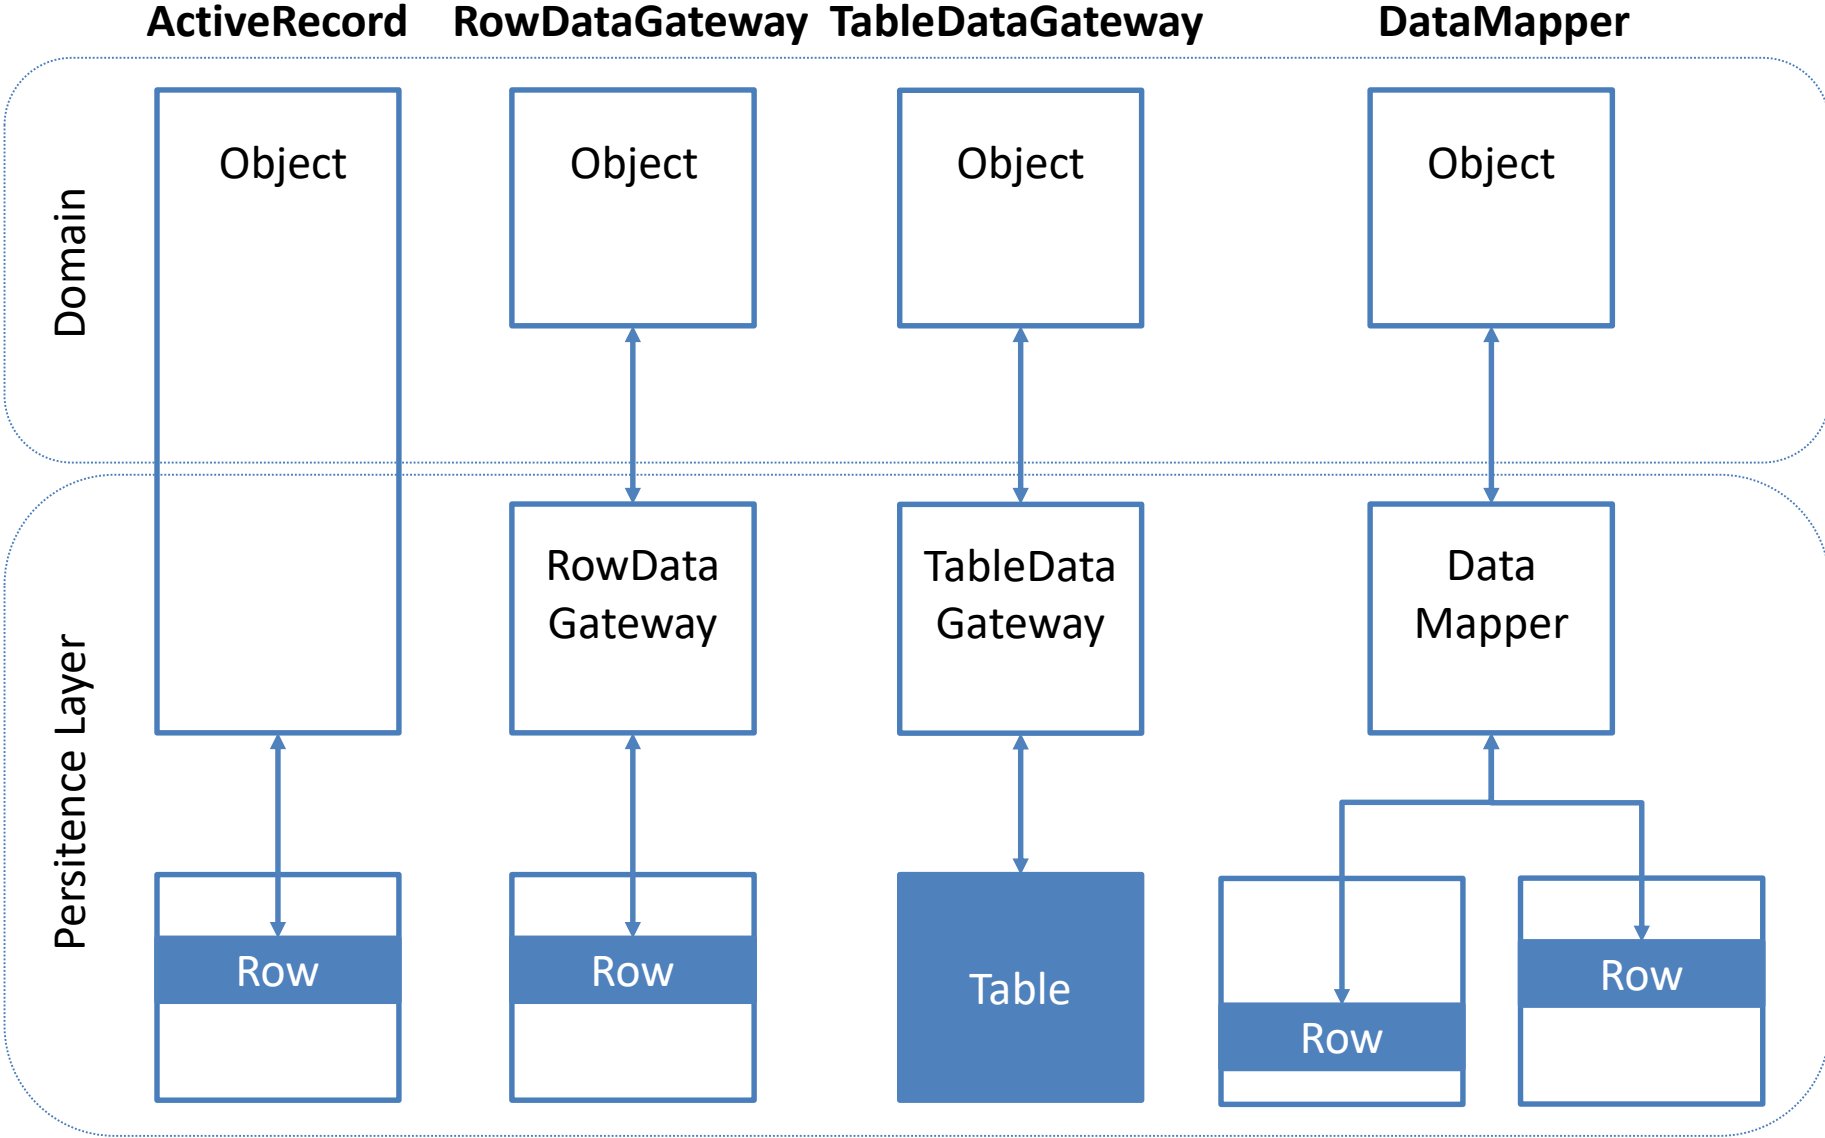 ActiveRecord RowDataGateway TableDataGateway DataMapper
Domain
Object Object Object Object
Persitence Layer
RowData TableData Data
Gateway Gateway Mapper
Row Row Table Row Row